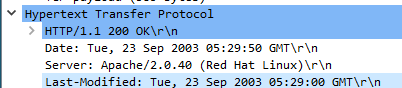 Hypertext Transfer Protocol
HTTP/1.1 200 OK\r\n
Date: Tue, 23 Sep 2003 05:29:50 GMT\r\n
Server: Apache/2.0.40 (Red Hat Linux)\r\n
Last-Modified: Tue, 23 Sep 2003 05:29:00 GMT\r\n